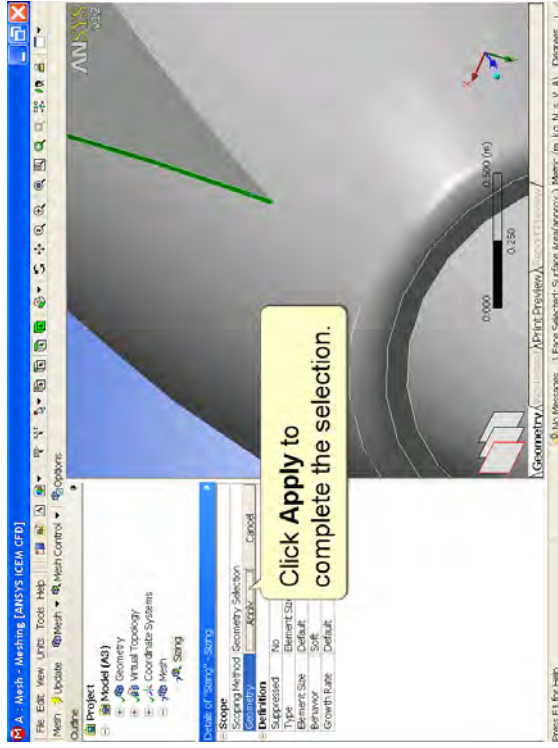 A : Mesh - Meshing [ANSYS ICEM CFD]
File Edit View Units Tools Help
Mesh Update Mesh Mesh Control Options
Outline
Project
Model (A3)
Geometry
Virtual Topology
Coordinate Systems
Mesh
Sizing
Details of "Sizing" - Sizing
Scope
Scoping Method Geometry Selection
Geometry Apply Cancel
Definition
Suppressed No
Type Element Size
Element Size Default
Behavior Soft
Growth Rate Default
Click Apply to
complete the selection.
ANSYS
v12
0.000
0.500 (m)
0.250
Geometry Print Preview Report Preview
Press F1 for Help
No Messages 1 Face Selected: Surface Area(approx.) Metric (m, kg, N, s, V, A) Degrees